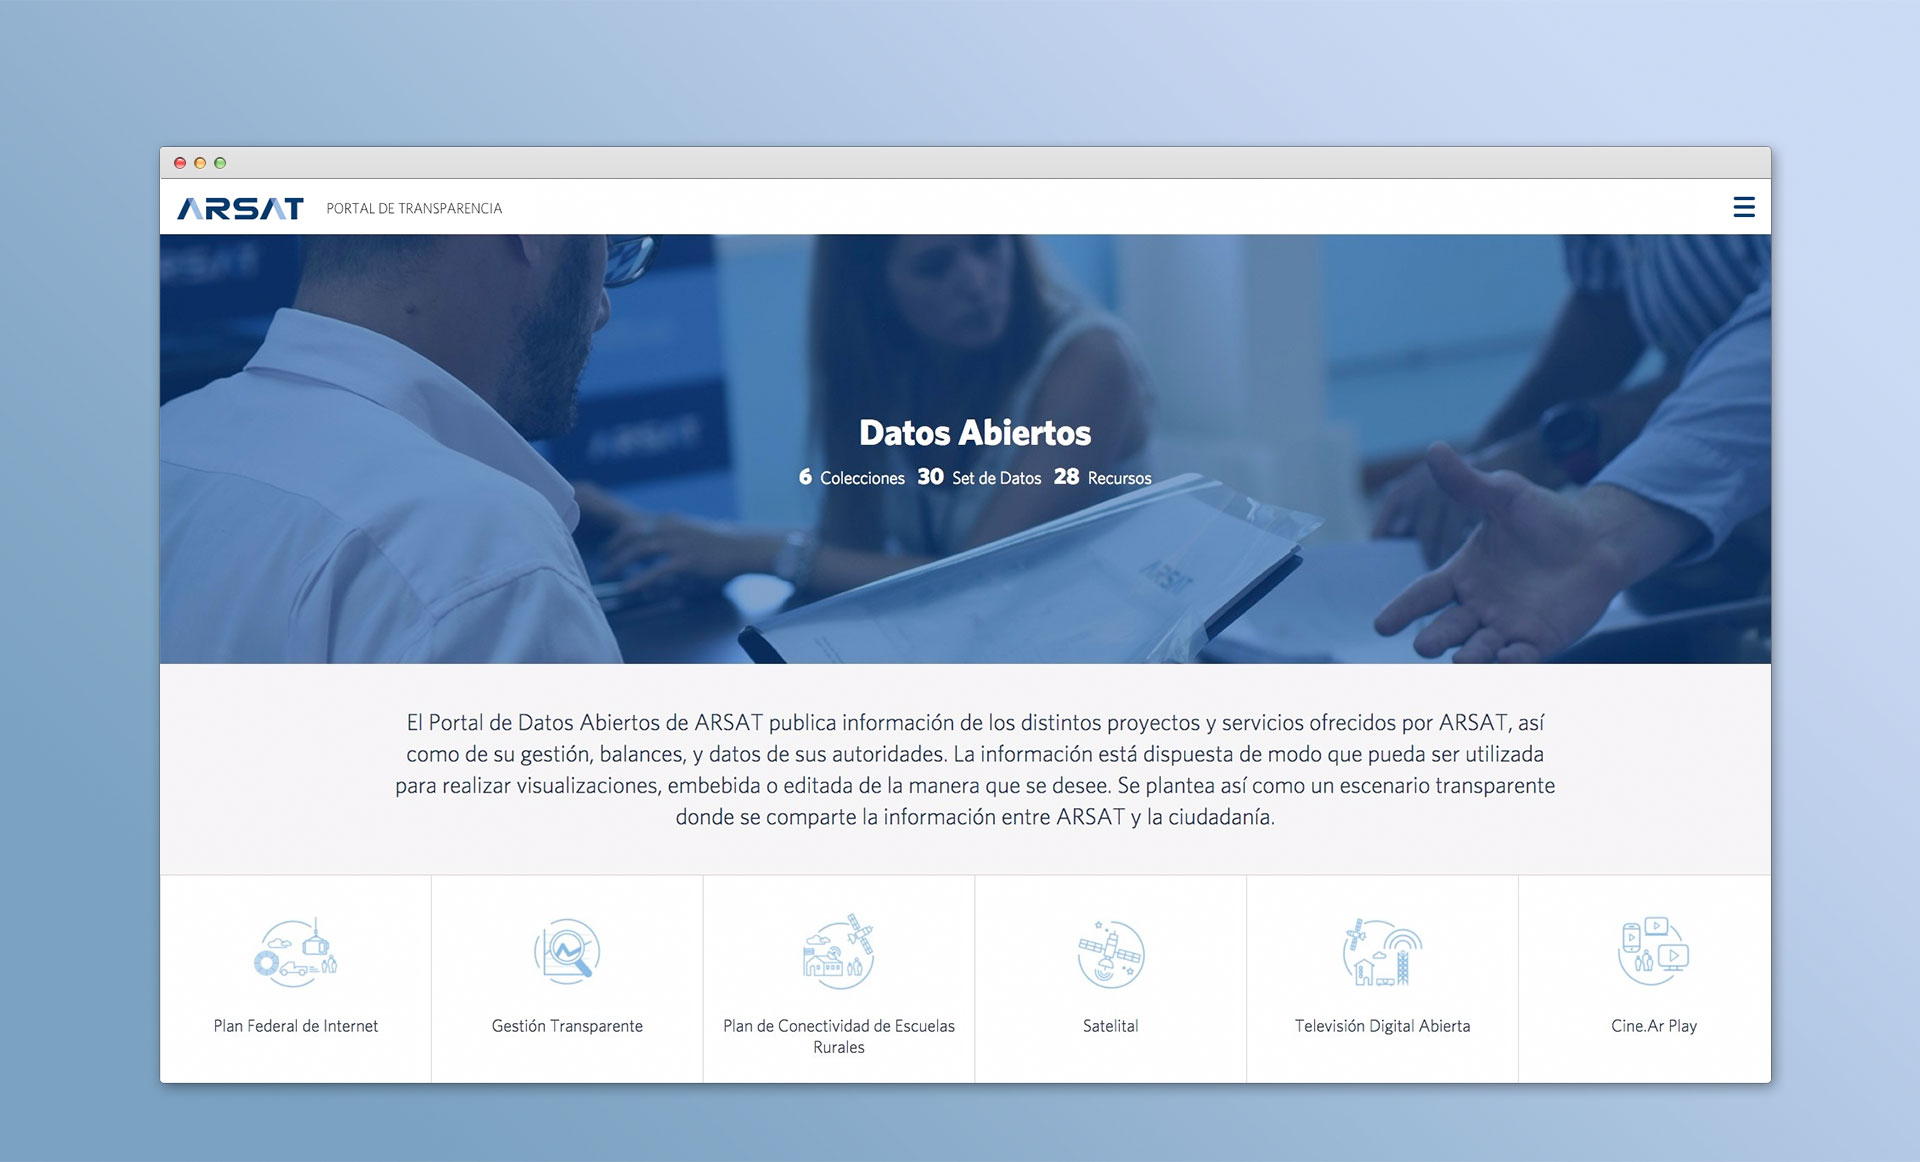 ARSAT PORTAL DE TRANSPARENCIA
ARSAT
ARSAT
Datos Abiertos
6 Colecciones 30 Set de Datos 28 Recursos
ARSAT
El Portal de Datos Abiertos de ARSAT publica información de los distintos proyectos y servicios ofrecidos por ARSAT, así
como de su gestión, balances, y datos de sus autoridades. La información está dispuesta de modo que pueda ser utilizada
para realizar visualizaciones, embebida o editada de la manera que se desee. Se plantea así como un escenario transparente
donde se comparte la información entre ARSAT y la ciudadanía.
Plan Federal de Internet
Gestión Transparente
Plan de Conectividad de Escuelas
Rurales
Satelital
Televisión Digital Abierta
Cine.Ar Play